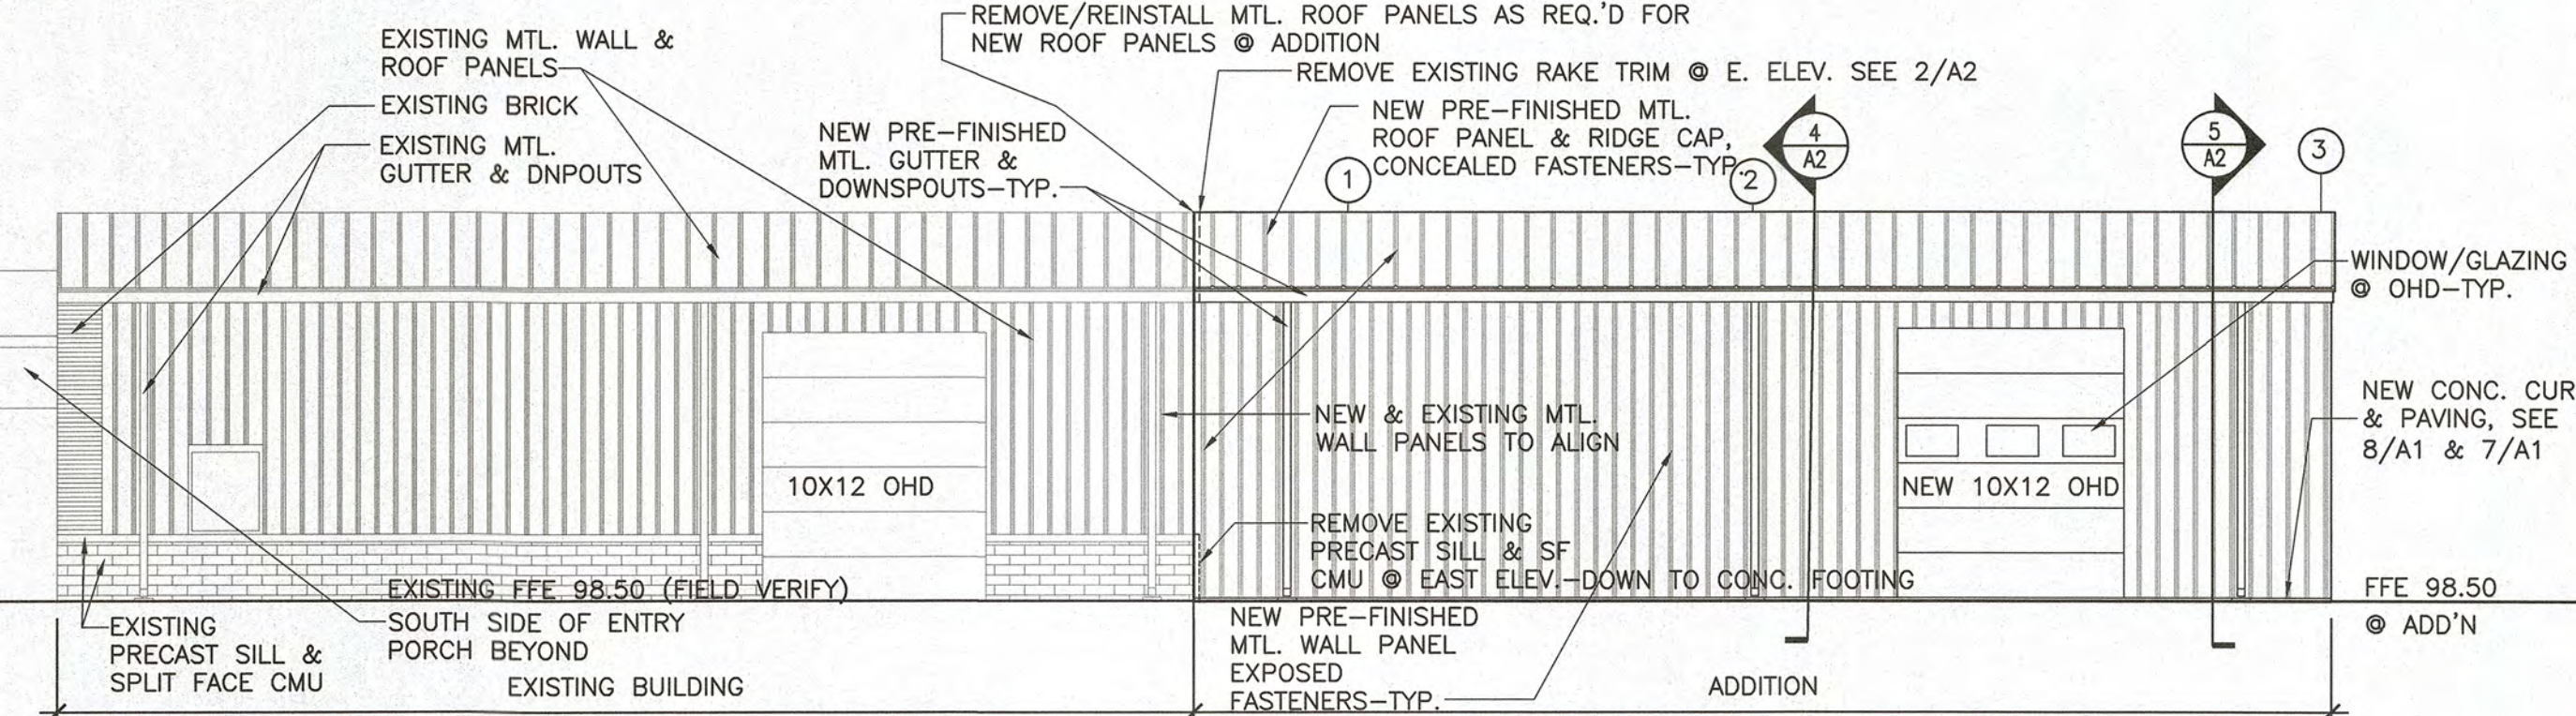 REMOVE/REINSTALL MTL. ROOF PANELS AS REQ.'D FOR
NEW ROOF PANELS @ ADDITION
EXISTING MTL. WALL &
ROOF PANELS
REMOVE EXISTING RAKE TRIM @ E. ELEV. SEE 2/A2
EXISTING BRICK
NEW PRE-FINISHED MTL.
ROOF PANEL & RIDGE CAP,
CONCEALED FASTENERS-TYP.
EXISTING MTL.
GUTTER & DNPOUTS
NEW PRE-FINISHED
MTL. GUTTER &
DOWNSPOUTS-TYP.
1
2
4
A2
5
A2
3
WINDOW/GLAZING
@ OHD-TYP.
NEW CONC. CUR
& PAVING, SEE
8/A1 & 7/A1
NEW & EXISTING MTL.
WALL PANELS TO ALIGN
10X12 OHD
NEW 10X12 OHD
REMOVE EXISTING
PRECAST SILL & SF
CMU @ EAST ELEV.-DOWN TO CONC. FOOTING
EXISTING FFE 98.50 (FIELD VERIFY)
FFE 98.50
@ ADD'N
SOUTH SIDE OF ENTRY
PORCH BEYOND
EXISTING
PRECAST SILL &
SPLIT FACE CMU
NEW PRE-FINISHED
MTL. WALL PANEL
EXPOSED
FASTENERS-TYP.
EXISTING BUILDING
ADDITION